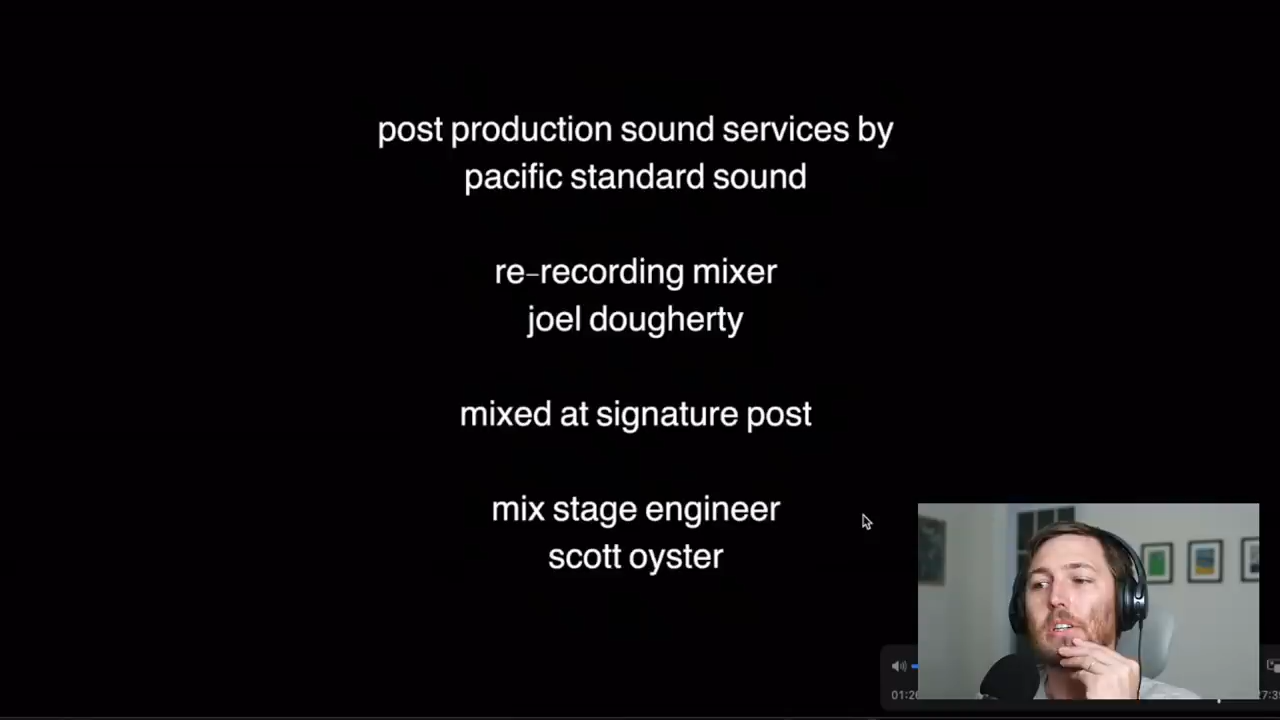 post production sound services by
pacific standard sound
re-recording mixer
joel dougherty
mixed at signature post
mix stage engineer
scott oyster